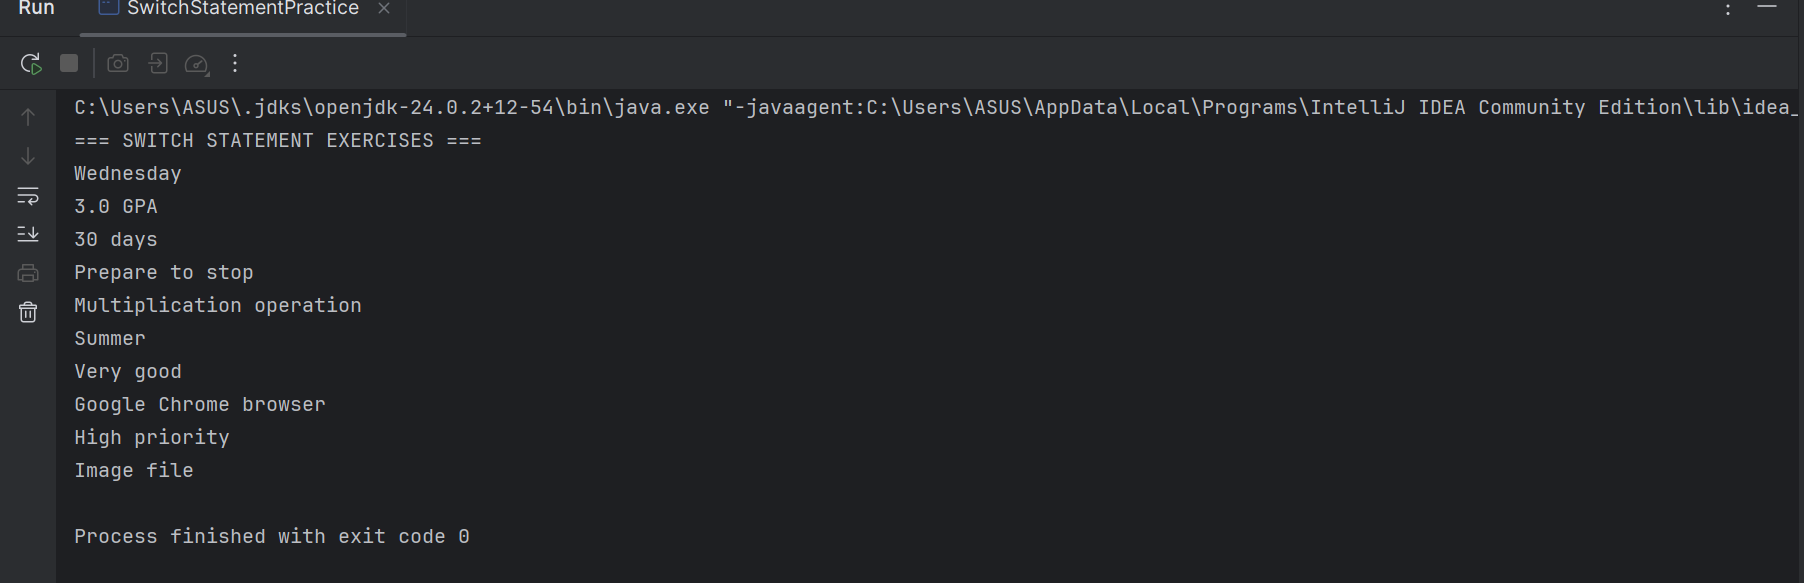 Run SwitchStatementPractice
C:\Users\ASUS\.jdks\openjdk-24.0.2+12-54\bin\java.exe "-javaagent:C:\Users\ASUS\AppData\Local\Programs\IntelliJ IDEA Community Edition\lib\idea_
=== SWITCH STATEMENT EXERCISES ===
Wednesday
3.0 GPA
30 days
Prepare to stop
Multiplication operation
Summer
Very good
Google Chrome browser
High priority
Image file
Process finished with exit code 0